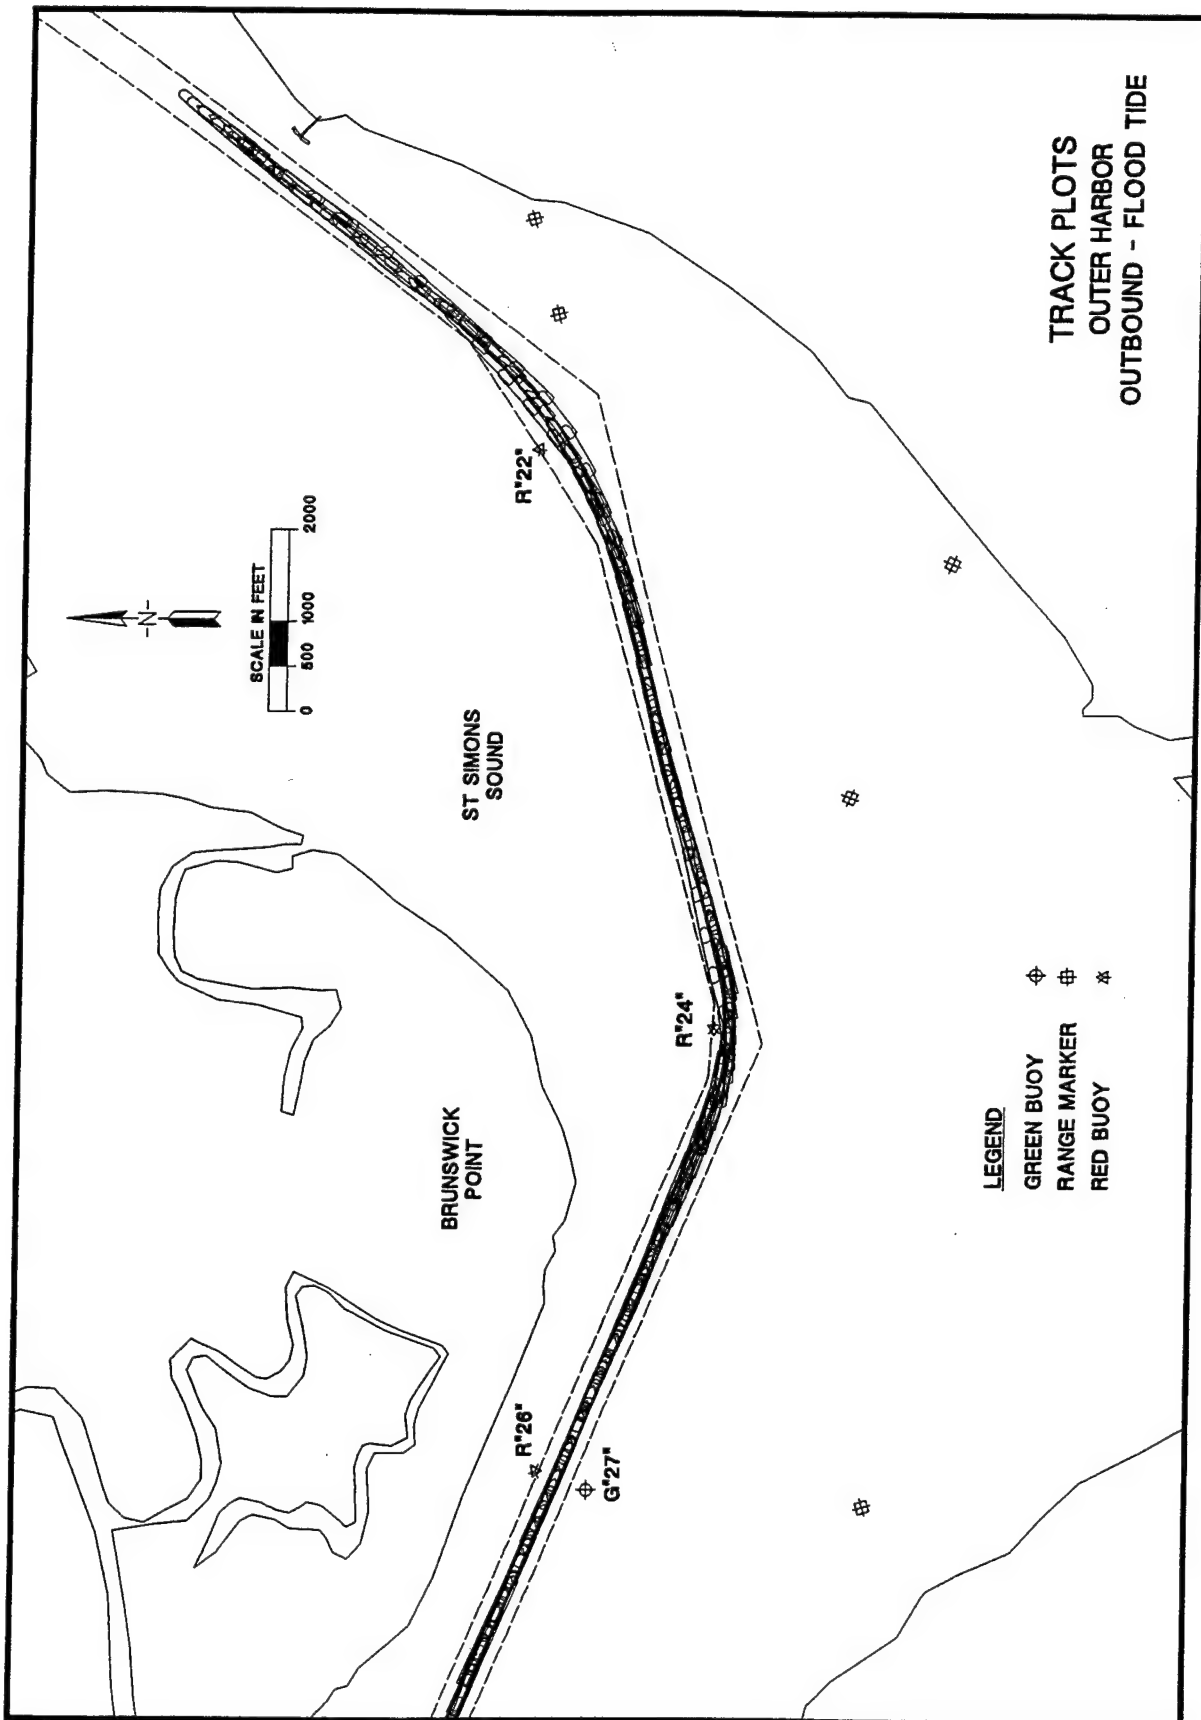 TRACK PLOTS
OUTER HARBOR
OUTBOUND - FLOOD TIDE
-N-
SCALE IN FEET
0 500 1000 2000
ST SIMONS
SOUND
BRUNSWICK
POINT
R"22"
R"24"
R"26"
G"27"
LEGEND
GREEN BUOY
RANGE MARKER
RED BUOY